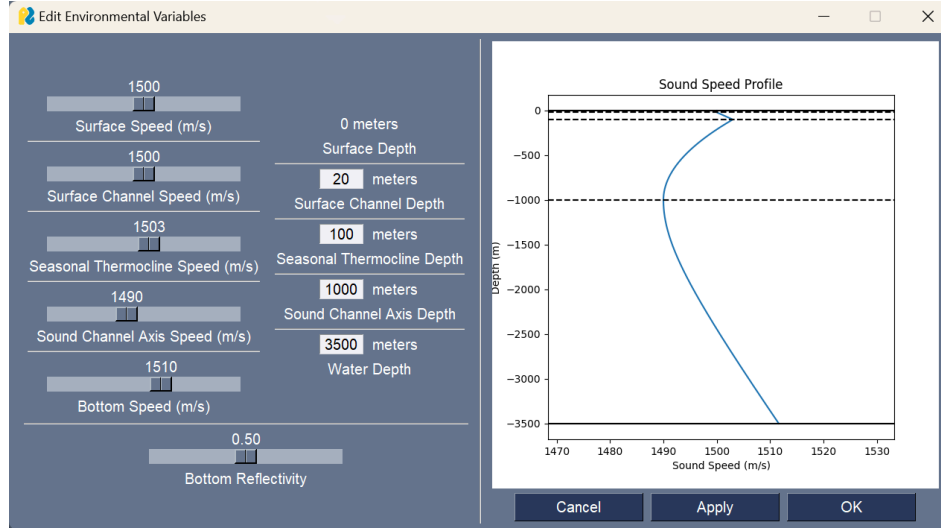 Edit Environmental Variables
1500
Surface Speed (m/s)
1500
Surface Channel Speed (m/s)
1503
Seasonal Thermocline Speed (m/s)
1490
Sound Channel Axis Speed (m/s)
1510
Bottom Speed (m/s)
0 meters
Surface Depth
20 meters
Surface Channel Depth
100 meters
Seasonal Thermocline Depth
1000 meters
Sound Channel Axis Depth
3500 meters
Water Depth
0.50
Bottom Reflectivity
Sound Speed Profile
Depth (m)
0
−500
−1000
−1500
−2000
−2500
−3000
−3500
1470 1480 1490 1500 1510 1520 1530
Sound Speed (m/s)
Cancel Apply OK